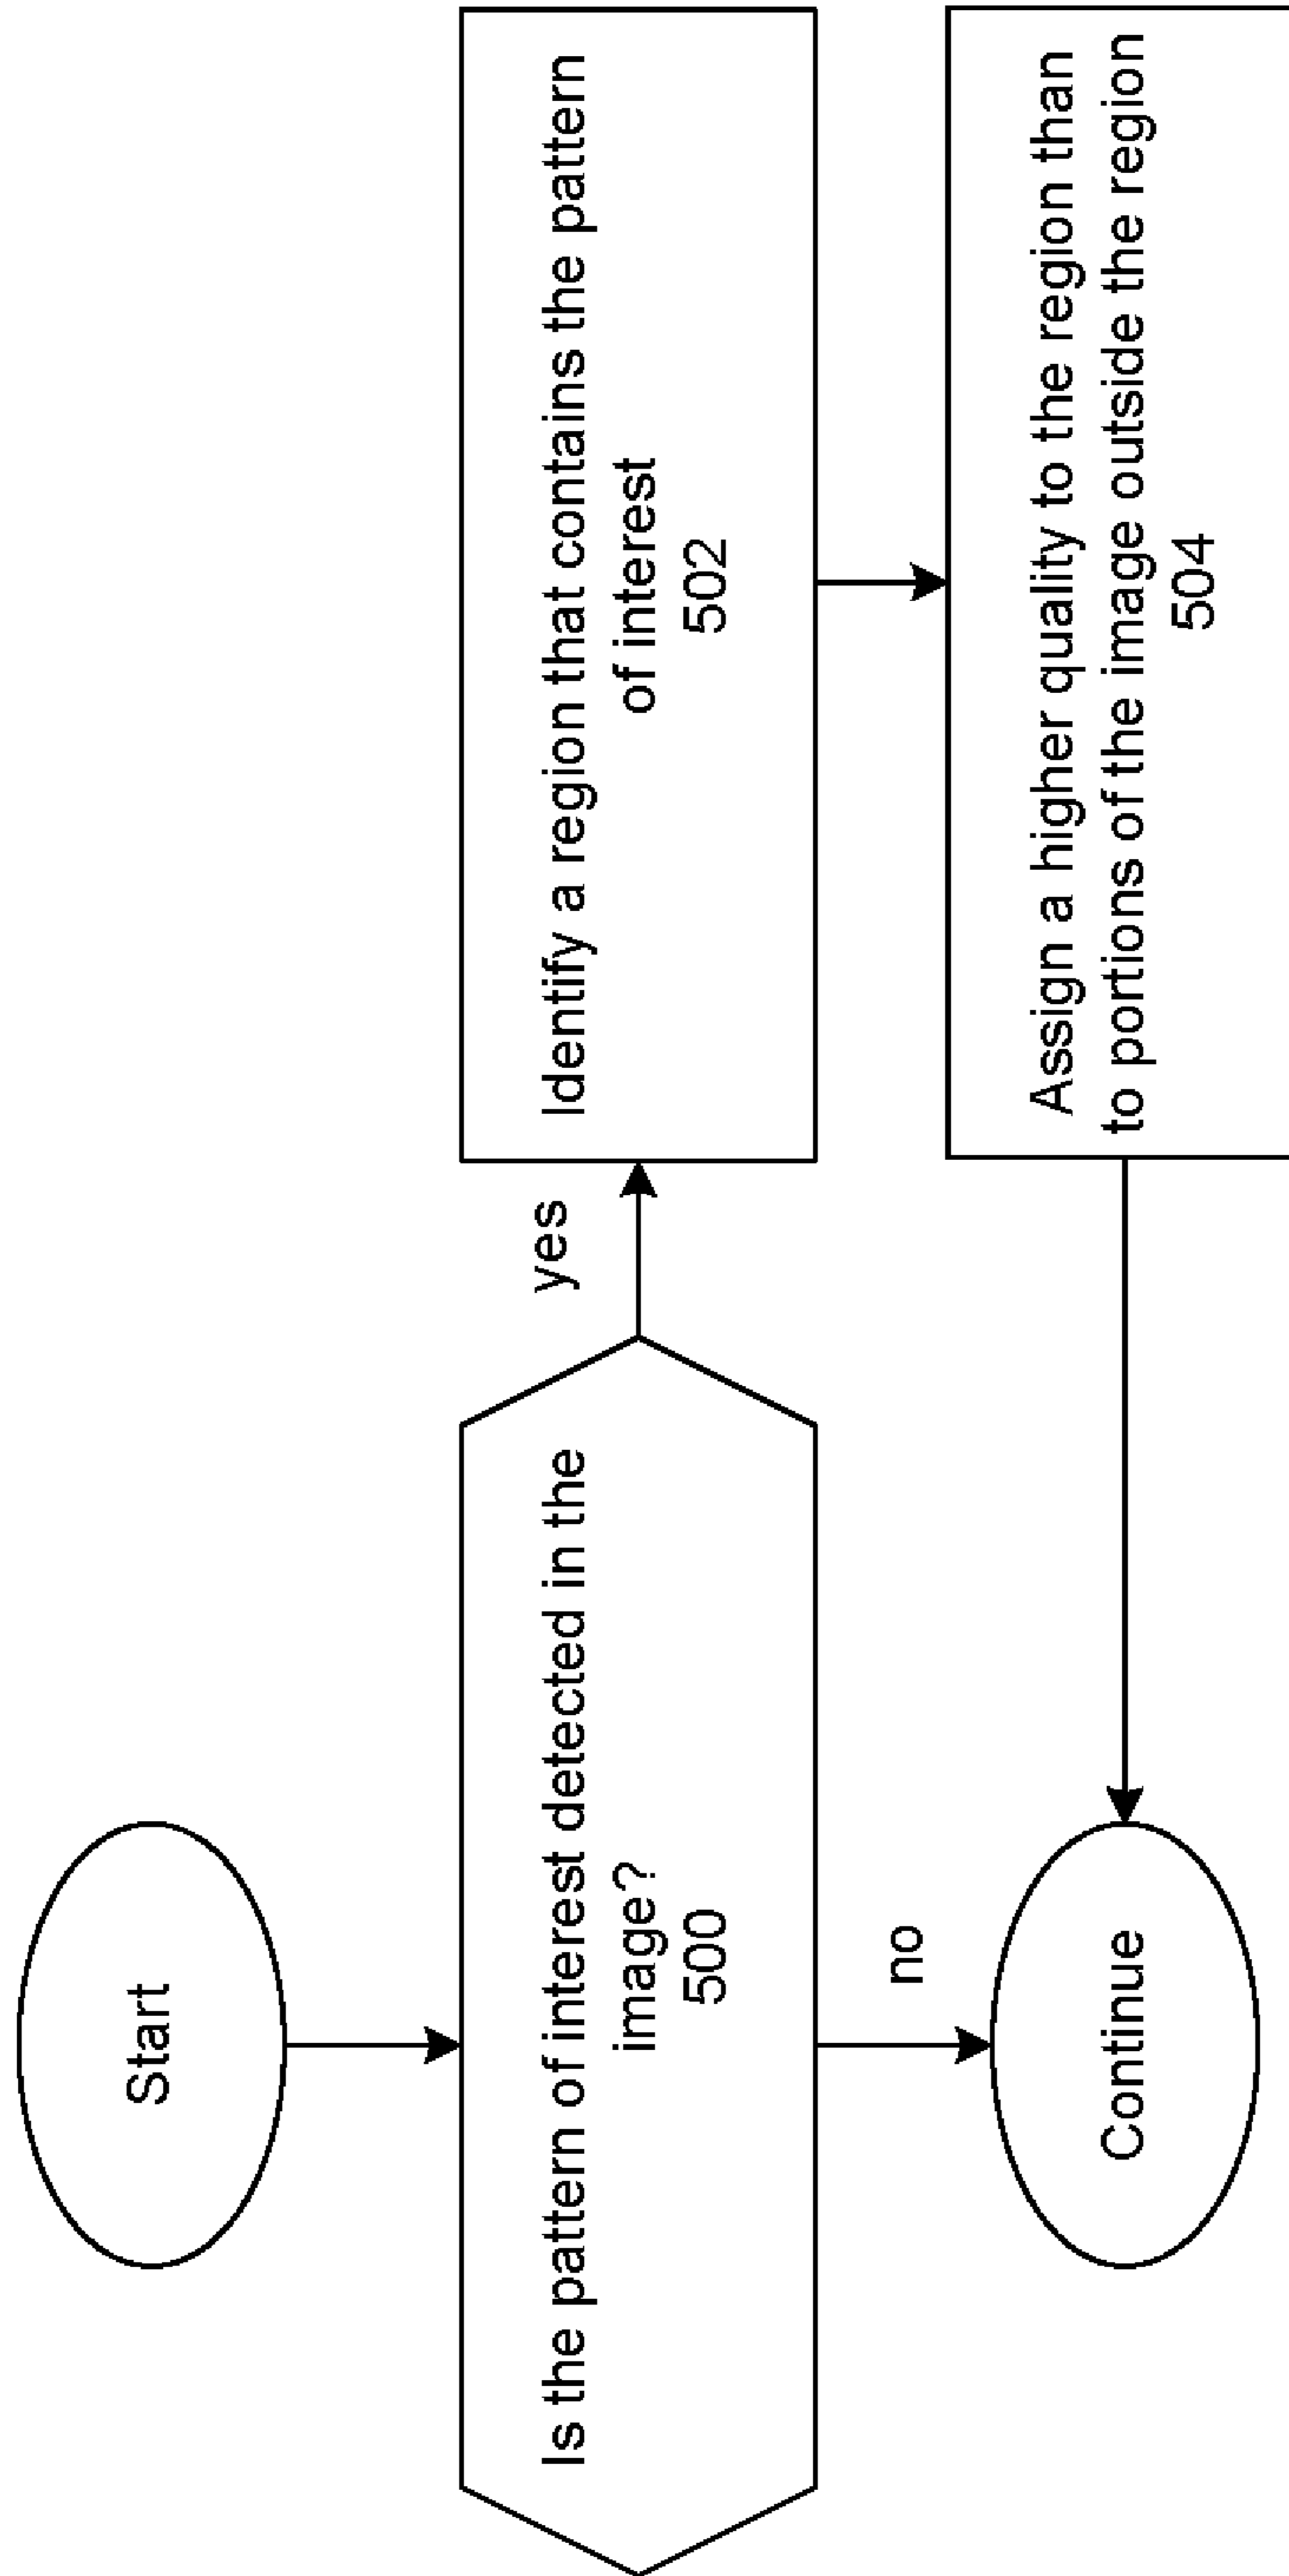 Start
Is the pattern of interest detected in the
image?
500
yes
Identify a region that contains the pattern
of interest
502
no
Assign a higher quality to the region than
to portions of the image outside the region
504
Continue